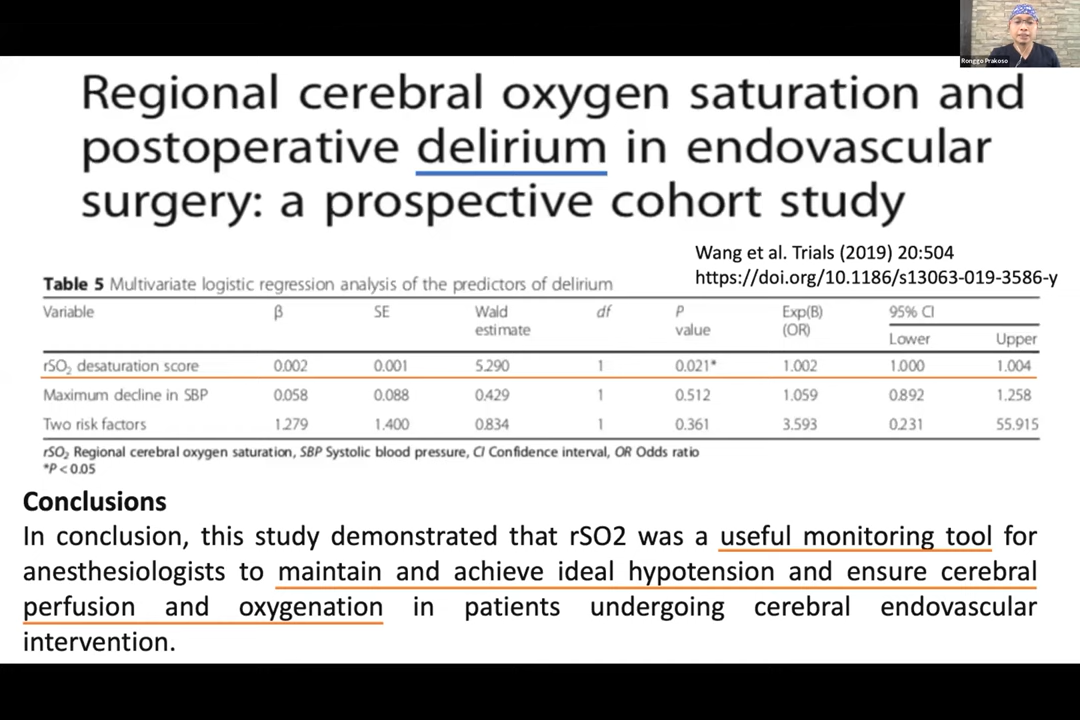 Ronggo Prakoso
Regional cerebral oxygen saturation and
postoperative delirium in endovascular
surgery: a prospective cohort study
Wang et al. Trials (2019) 20:504
https://doi.org/10.1186/s13063-019-3586-y
Table 5 Multivariate logistic regression analysis of the predictors of delirium
Variable β SE Wald estimate df P value Exp(B) (OR) 95% CI
Lower Upper
rSO₂ desaturation score 0.002 0.001 5.290 1 0.021* 1.002 1.000 1.004
Maximum decline in SBP 0.058 0.088 0.429 1 0.512 1.059 0.892 1.258
Two risk factors 1.279 1.400 0.834 1 0.361 3.593 0.231 55.915
rSO₂ Regional cerebral oxygen saturation, SBP Systolic blood pressure, CI Confidence interval, OR Odds ratio
*P < 0.05
Conclusions
In conclusion, this study demonstrated that rSO2 was a useful monitoring tool for
anesthesiologists to maintain and achieve ideal hypotension and ensure cerebral
perfusion and oxygenation in patients undergoing cerebral endovascular
intervention.